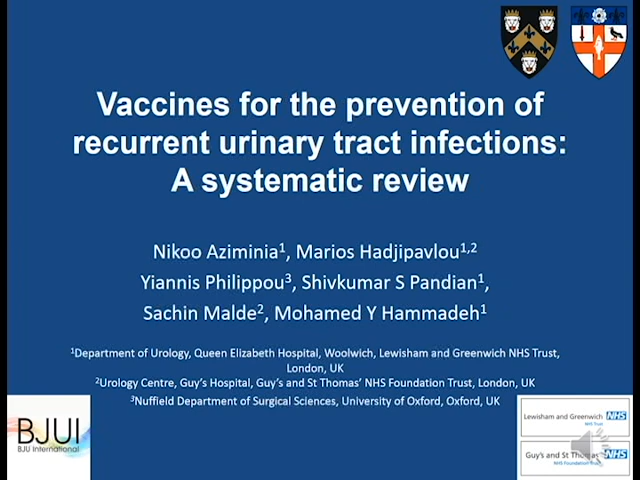 Vaccines for the prevention of
recurrent urinary tract infections:
A systematic review
Nikoo Aziminia¹, Marios Hadjipavlou¹,²
Yiannis Philippou³, Shivkumar S Pandian¹,
Sachin Malde², Mohamed Y Hammadeh¹
¹Department of Urology, Queen Elizabeth Hospital, Woolwich, Lewisham and Greenwich NHS Trust,
London, UK
²Urology Centre, Guy's Hospital, Guy's and St Thomas' NHS Foundation Trust, London, UK
³Nuffield Department of Surgical Sciences, University of Oxford, Oxford, UK
BJUI
BJU International
Lewisham and Greenwich NHS
NHS Trust
Guy's and St Thomas' NHS
NHS Foundation Trust